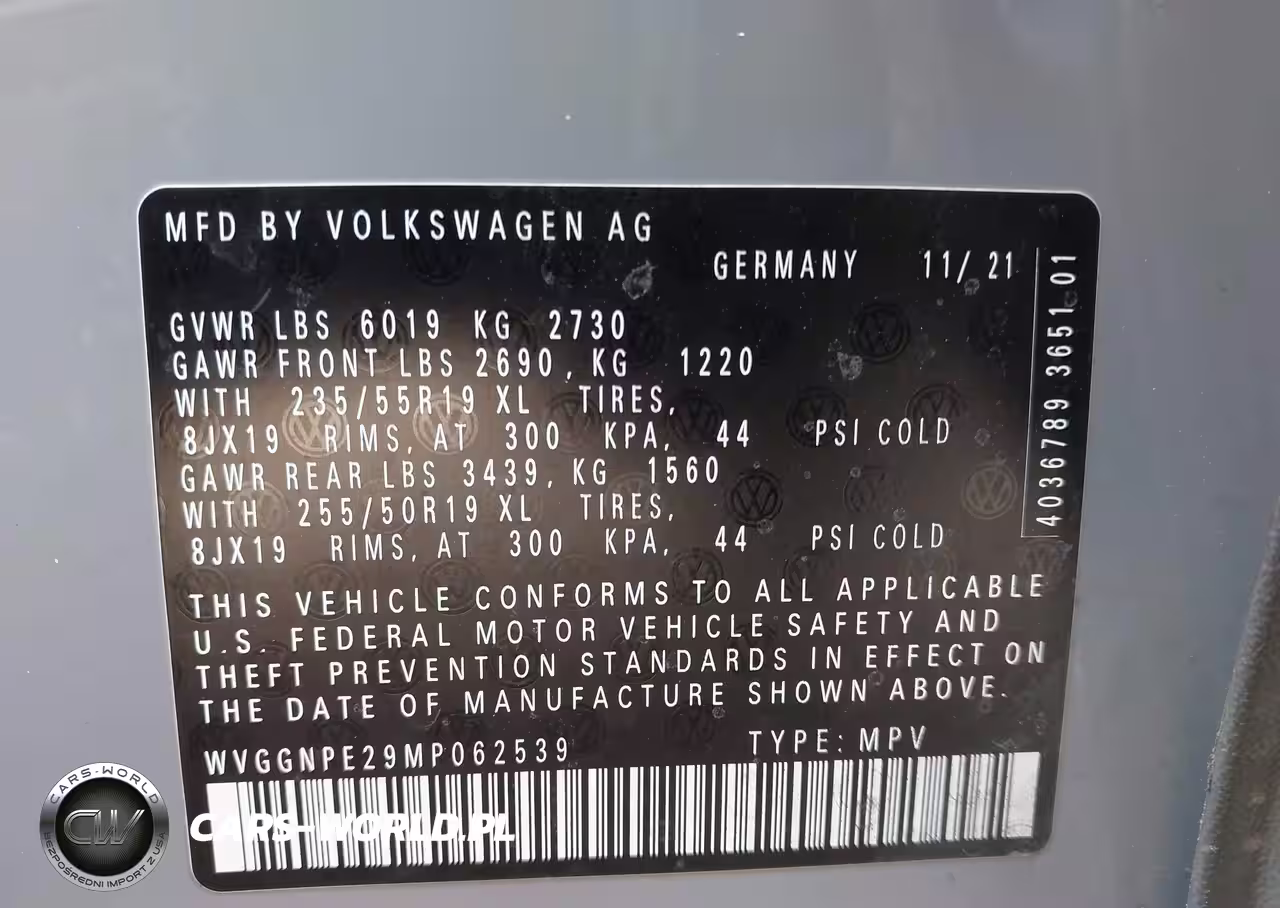 MFD BY VOLKSWAGEN AG
GERMANY 11/ 21
GVWR LBS 6019 KG 2730
GAWR FRONT LBS 2690, KG 1220
WITH 235/55R19 XL TIRES,
8JX19 RIMS, AT 300 KPA, 44 PSI COLD
GAWR REAR LBS 3439, KG 1560
WITH 255/50R19 XL TIRES,
8JX19 RIMS, AT 300 KPA, 44 PSI COLD
THIS VEHICLE CONFORMS TO ALL APPLICABLE
U.S. FEDERAL MOTOR VEHICLE SAFETY AND
THEFT PREVENTION STANDARDS IN EFFECT ON
THE DATE OF MANUFACTURE SHOWN ABOVE.
WVGGNPE29MP062539 TYPE: MPV
4036789 3651 01
CARS-WORLD
CW
BEZPOŚREDNI IMPORT Z USA
CARS-WORLD.PL